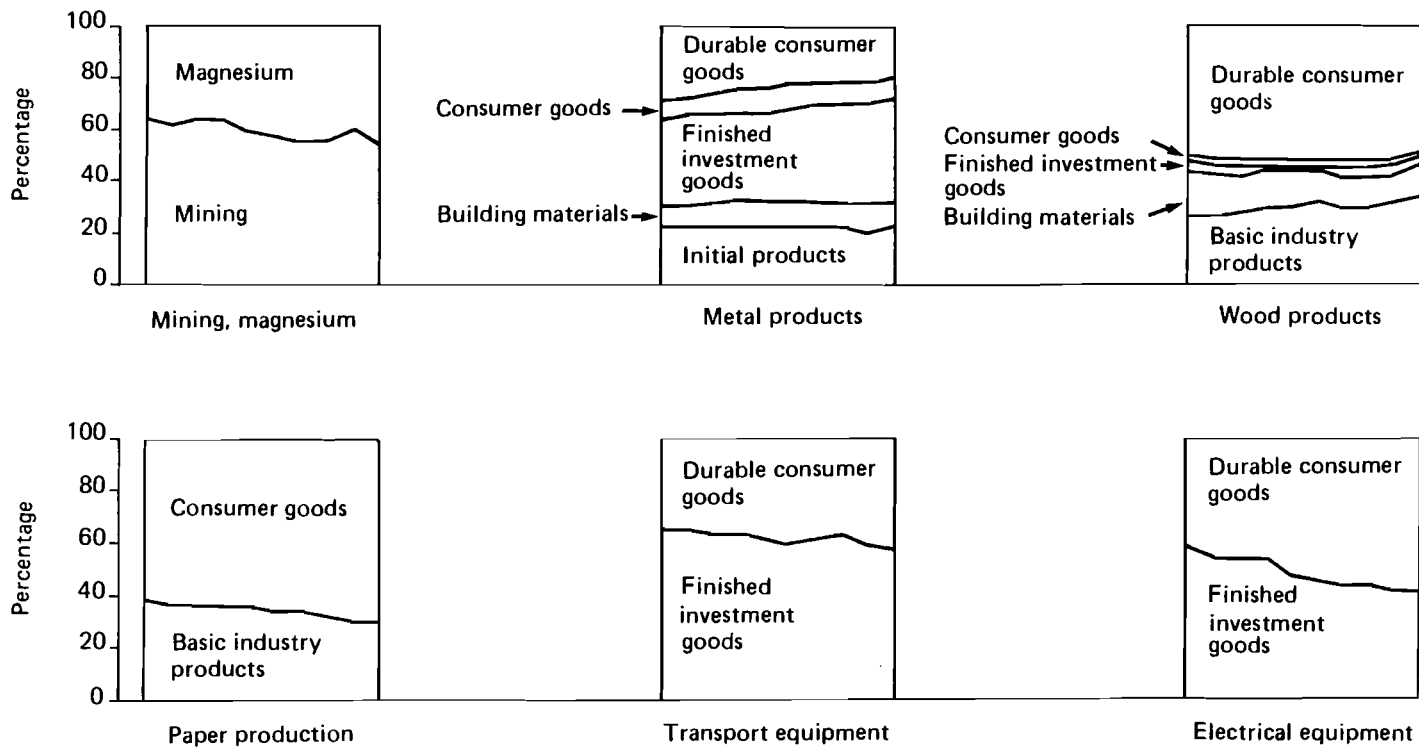 Percentage
100
80
60
40
20
0
Magnesium
Mining
Mining, magnesium
Durable consumer
goods
Consumer goods
Finished
investment
goods
Building materials
Initial products
Metal products
Durable consumer
goods
Consumer goods
Finished investment
goods
Building materials
Basic industry
products
Wood products
Percentage
100
80
60
40
20
0
Consumer goods
Basic industry
products
Paper production
Durable consumer
goods
Finished
investment
goods
Transport equipment
Durable consumer
goods
Finished
investment
goods
Electrical equipment